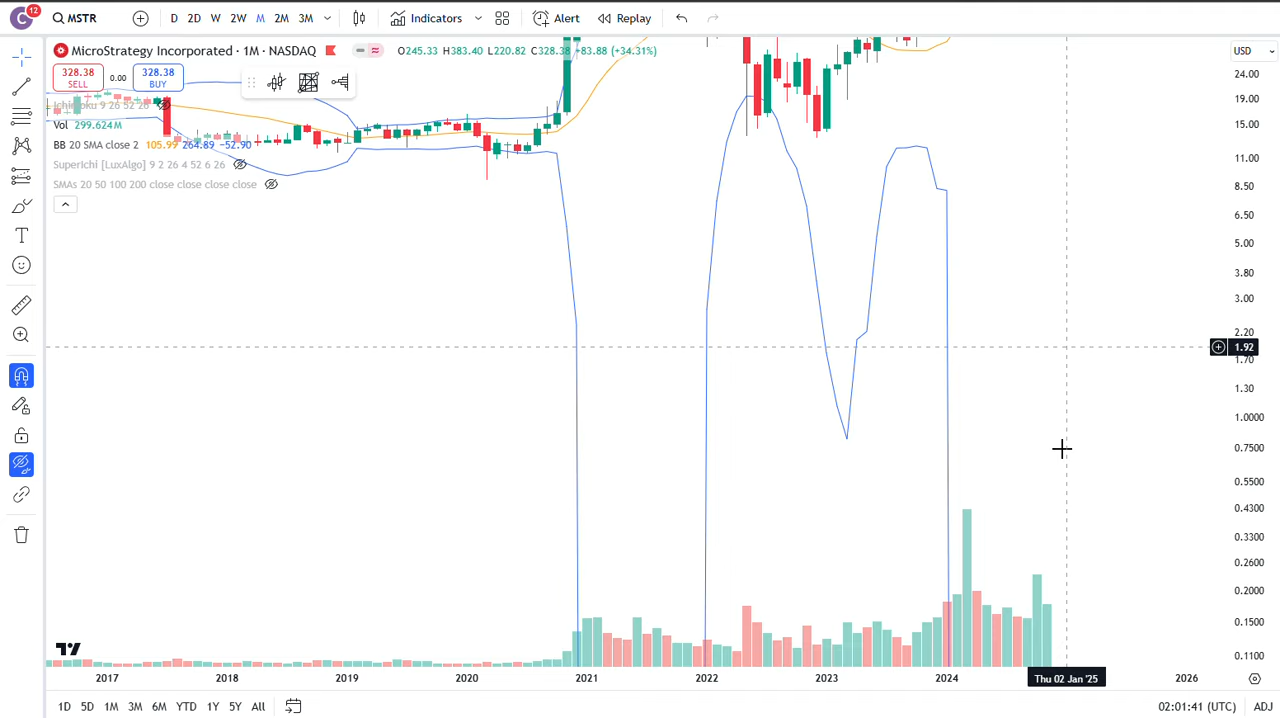 C 12 MSTR D 2D W 2W M 2M 3M Indicators Alert Replay
MicroStrategy Incorporated · 1M · NASDAQ O245.33 H383.40 L220.82 C328.38 +83.88 (+34.31%)
USD
328.38 SELL
0.00
328.38 BUY
Ichimoku 9 26 52 26
Vol 299.624M
BB 20 SMA close 2 105.99 264.89 −52.90
SuperIchi [LuxAlgo] 9 2 26 4 52 6 26
SMAs 20 50 100 200 close close close close
24.00
19.00
15.00
11.00
8.50
6.50
5.00
3.80
3.00
2.20
1.92
1.70
1.30
1.0000
0.7500
0.5500
0.4300
0.3300
0.2600
0.2000
0.1500
0.1100
2017 2018 2019 2020 2021 2022 2023 2024 Thu 02 Jan '25 2026
1D 5D 1M 3M 6M YTD 1Y 5Y All 02:01:41 (UTC) ADJ